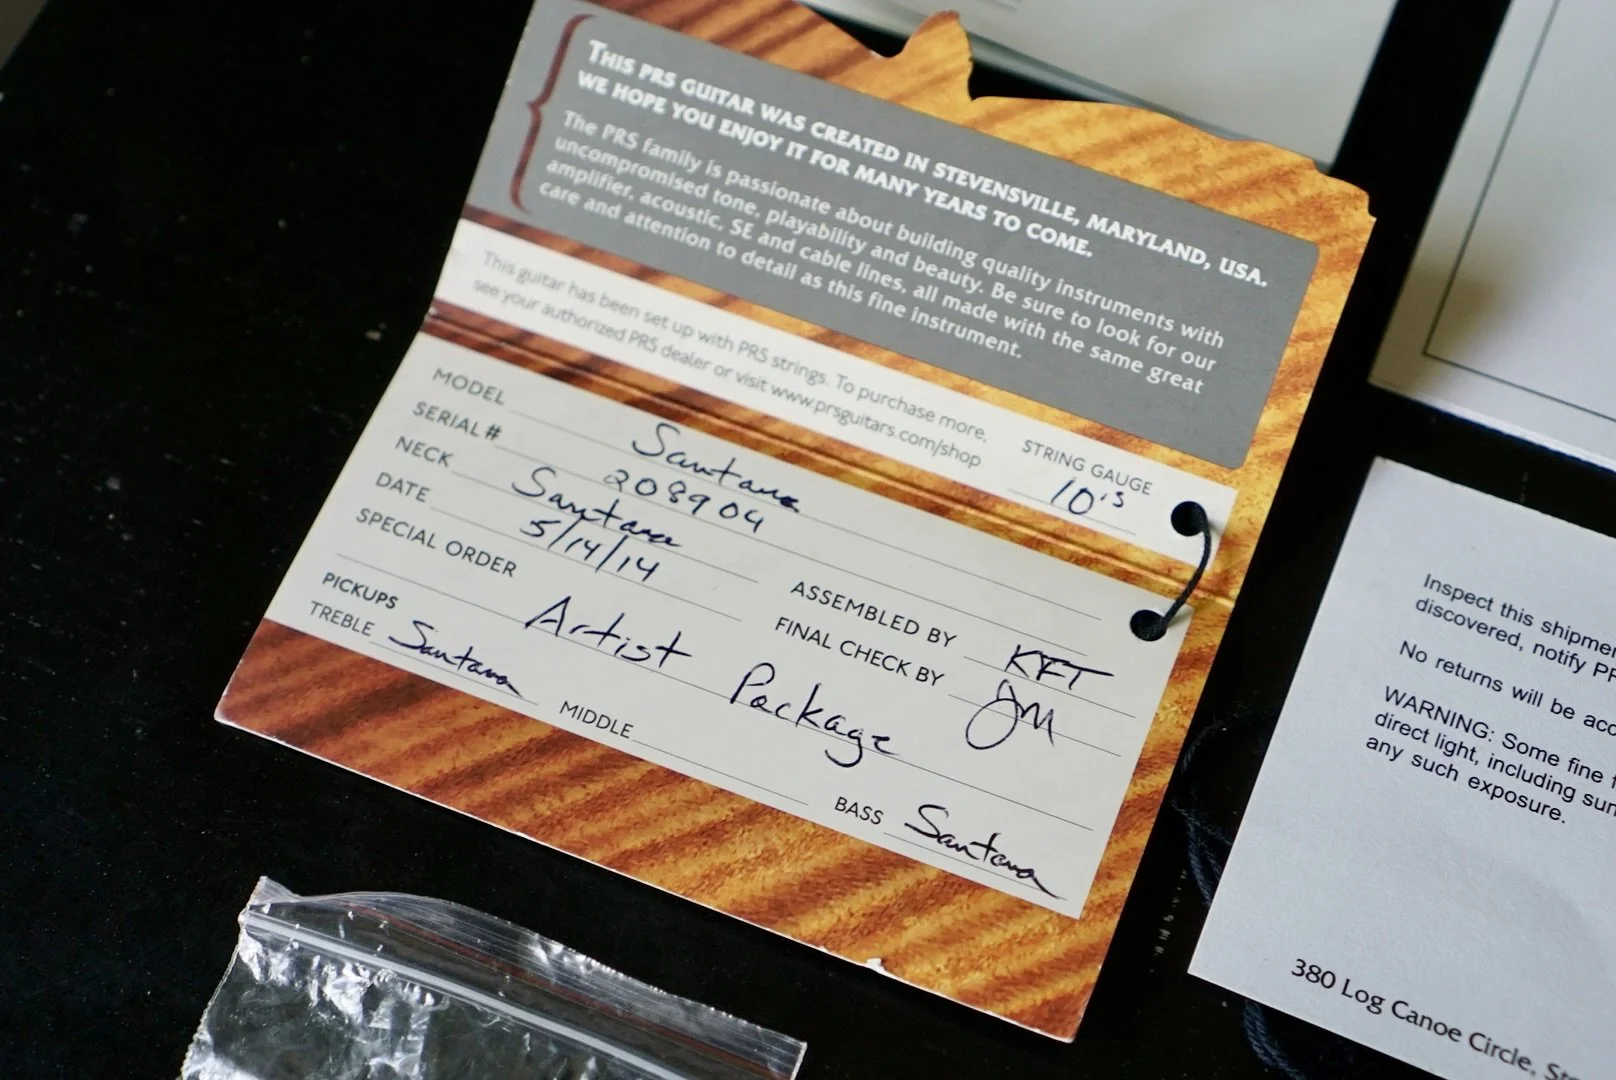 THIS PRS GUITAR WAS CREATED IN STEVENSVILLE, MARYLAND, USA.
WE HOPE YOU ENJOY IT FOR MANY YEARS TO COME.
The PRS family is passionate about building quality instruments with
uncompromised tone, playability and beauty. Be sure to look for our
amplifier, acoustic, SE and cable lines, all made with the same great
care and attention to detail as this fine instrument.
This guitar has been set up with PRS strings. To purchase more,
see your authorized PRS dealer or visit www.prsguitars.com/shop
STRING GAUGE
10's
MODEL Santana
SERIAL # 208904
NECK Santana
DATE 5/14/14
ASSEMBLED BY KFT
FINAL CHECK BY JM
SPECIAL ORDER
Artist Package
PICKUPS
TREBLE Santana MIDDLE BASS Santana
Inspect this
discovered, notify
No returns will be
WARNING: Some fine
direct light, including
any such exposure.
380 Log Canoe Circle,